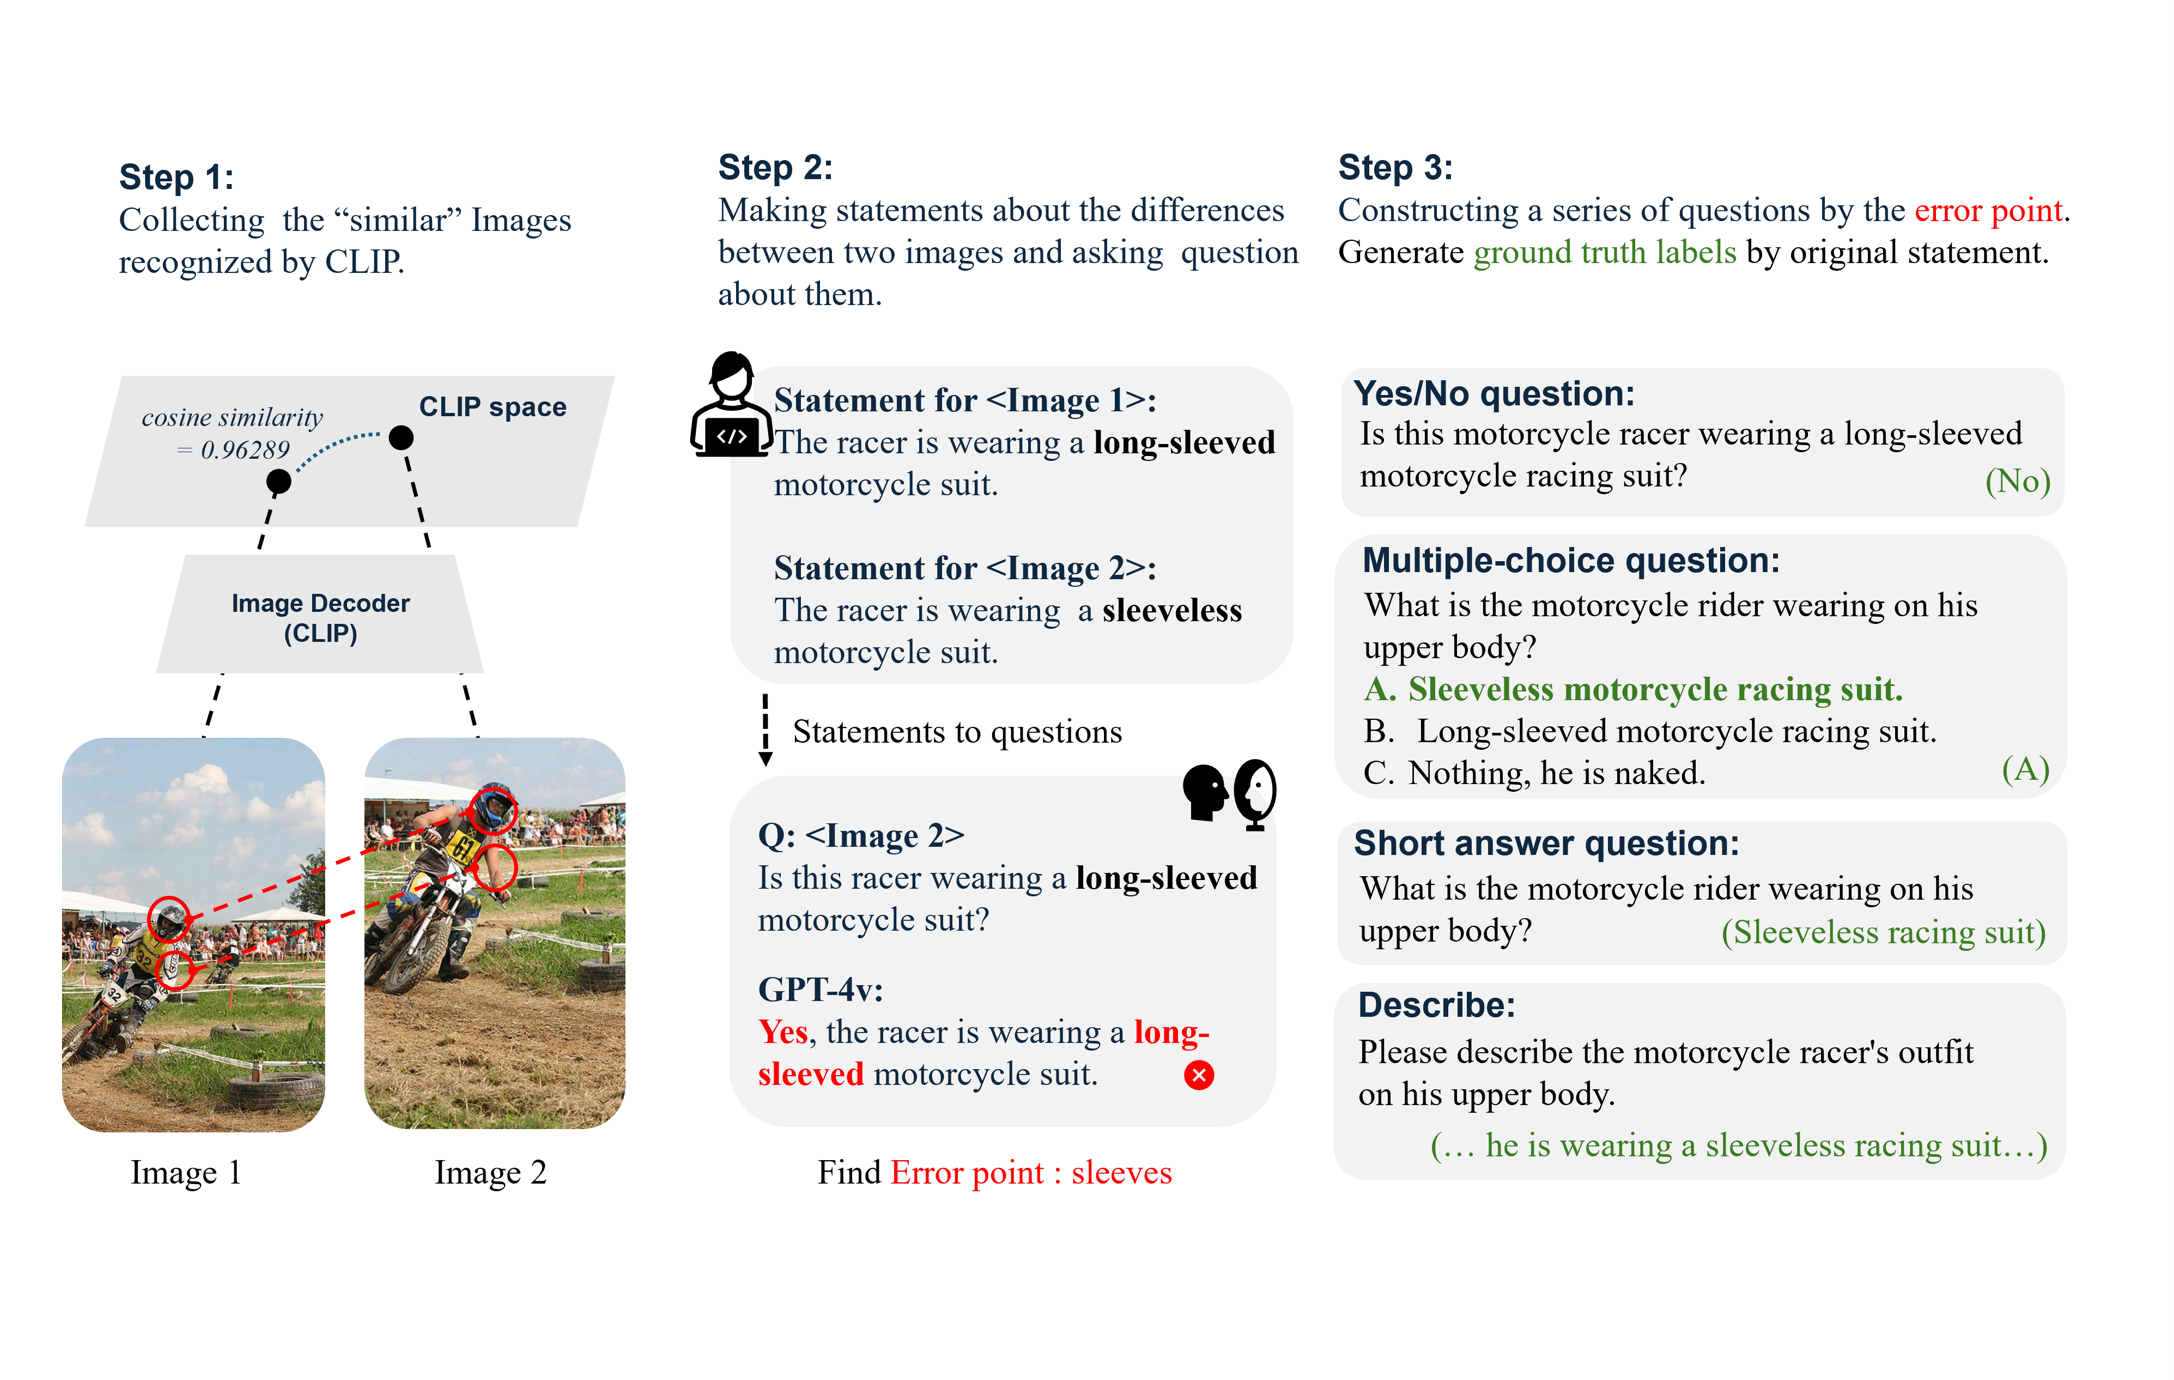 Step 1:
Collecting the “similar” Images
recognized by CLIP.
cosine similarity
= 0.96289
CLIP space
Image Decoder
(CLIP)
32
32
61
Image 1
Image 2
Step 2:
Making statements about the differences
between two images and asking question
about them.
</>
Statement for <Image 1>:
The racer is wearing a long-sleeved
motorcycle suit.
Statement for <Image 2>:
The racer is wearing a sleeveless
motorcycle suit.
Statements to questions
Q: <Image 2>
Is this racer wearing a long-sleeved
motorcycle suit?
GPT-4v:
Yes, the racer is wearing a long-
sleeved motorcycle suit.
Find Error point : sleeves
Step 3:
Constructing a series of questions by the error point.
Generate ground truth labels by original statement.
Yes/No question:
Is this motorcycle racer wearing a long-sleeved
motorcycle racing suit?
(No)
Multiple-choice question:
What is the motorcycle rider wearing on his
upper body?
A. Sleeveless motorcycle racing suit.
B. Long-sleeved motorcycle racing suit.
C. Nothing, he is naked.
(A)
Short answer question:
What is the motorcycle rider wearing on his
upper body?
(Sleeveless racing suit)
Describe:
Please describe the motorcycle racer's outfit
on his upper body.
(… he is wearing a sleeveless racing suit…)